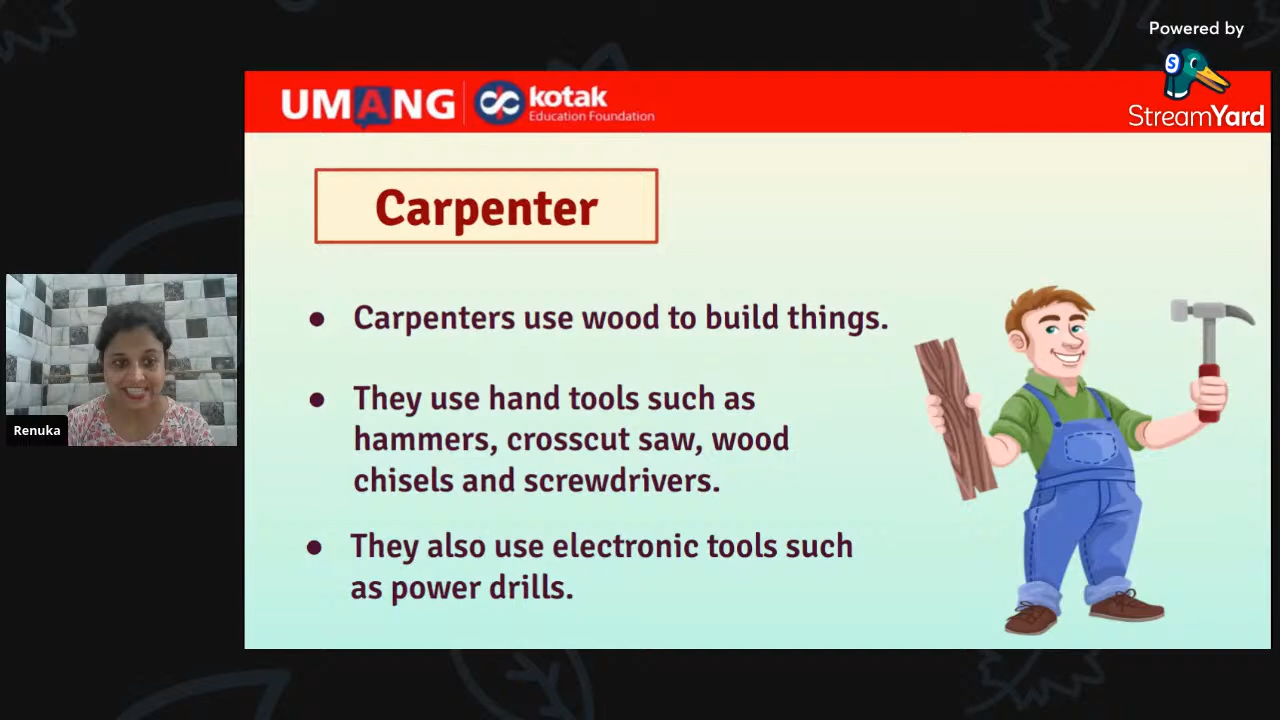 Powered by
StreamYard
UMANG
kotak
Education Foundation
Carpenter
Renuka
• Carpenters use wood to build things.
• They use hand tools such as
hammers, crosscut saw, wood
chisels and screwdrivers.
• They also use electronic tools such
as power drills.